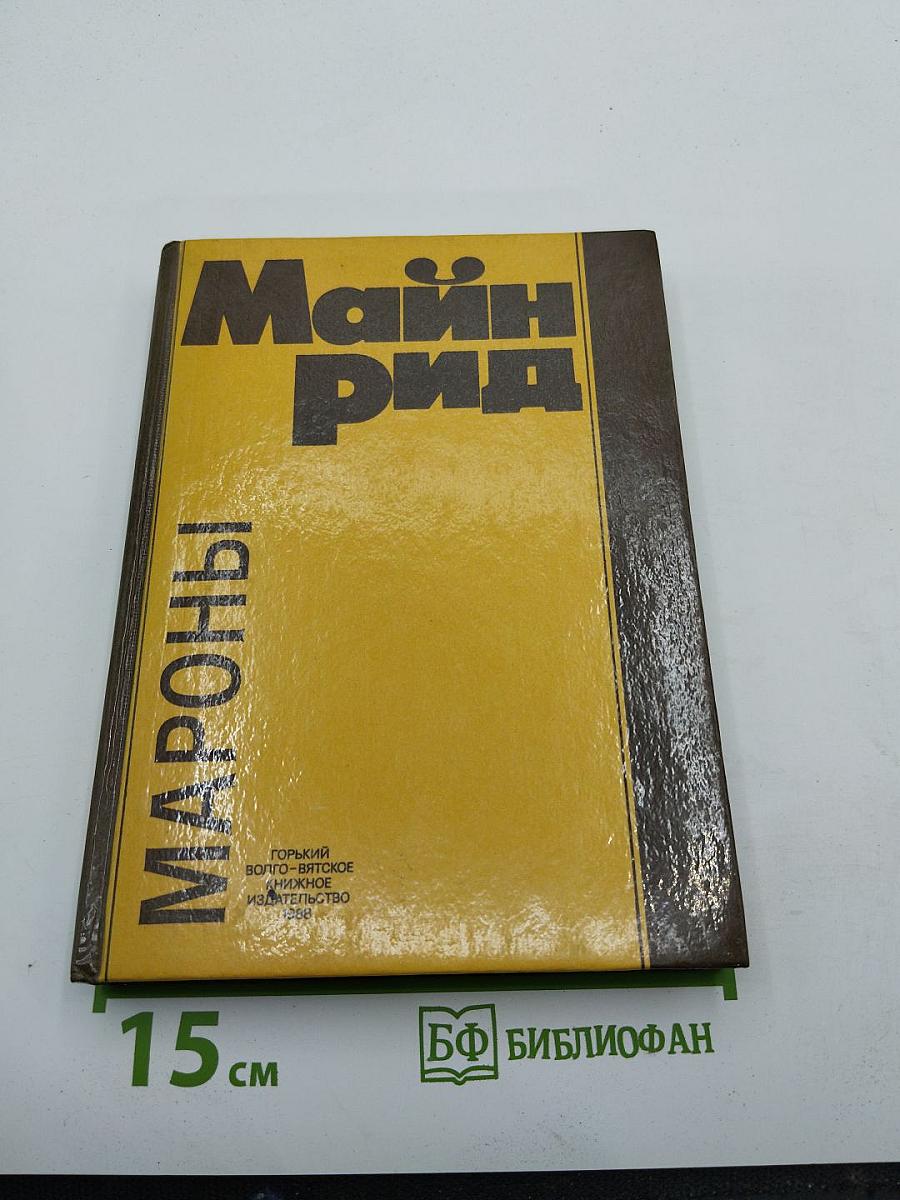 Майн
Рид
МАРОНЫ
ГОРЬКИЙ
ВОЛГО-ВЯТСКОЕ
КНИЖНОЕ
ИЗДАТЕЛЬСТВО
1988
15 см
БФ БИБЛИОФАН